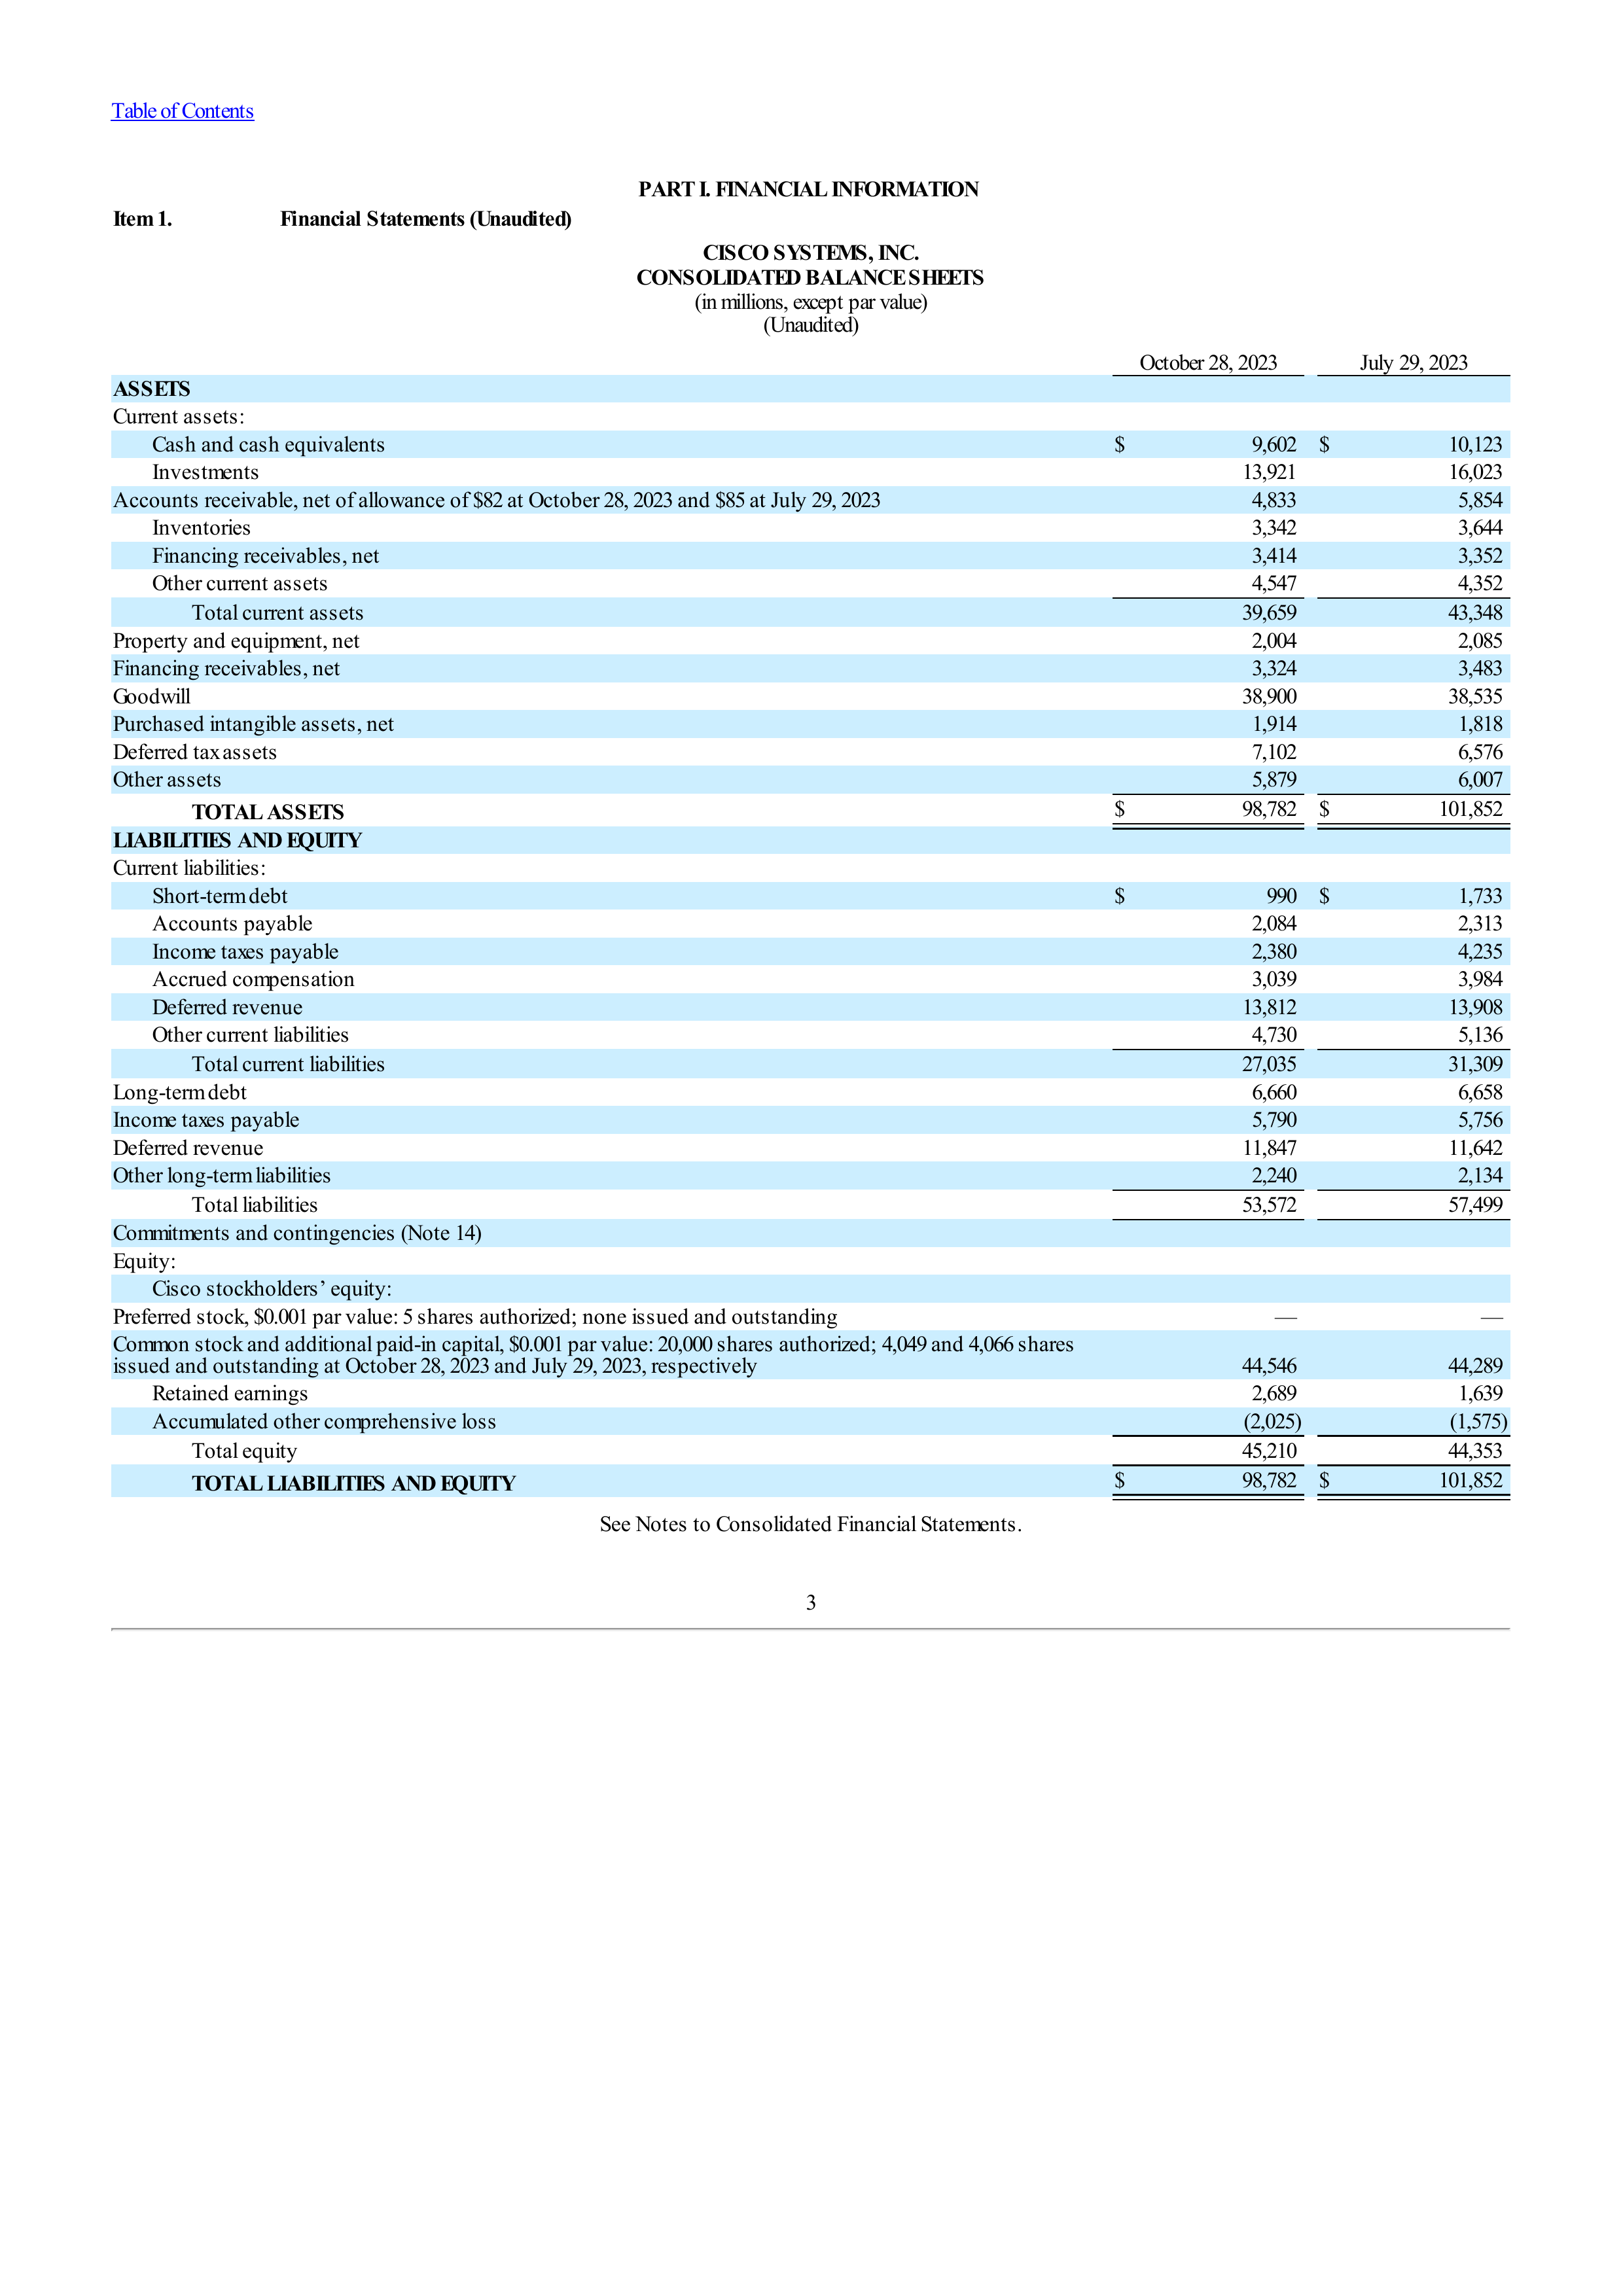 Table of Contents
PART I. FINANCIAL INFORMATION
Item 1. Financial Statements (Unaudited)
CISCO SYSTEMS, INC.
CONSOLIDATED BALANCE SHEETS
(in millions, except par value)
(Unaudited)
October 28, 2023 July 29, 2023
ASSETS
Current assets:
Cash and cash equivalents $ 9,602 $ 10,123
Investments 13,921 16,023
Accounts receivable, net of allowance of $82 at October 28, 2023 and $85 at July 29, 2023 4,833 5,854
Inventories 3,342 3,644
Financing receivables, net 3,414 3,352
Other current assets 4,547 4,352
Total current assets 39,659 43,348
Property and equipment, net 2,004 2,085
Financing receivables, net 3,324 3,483
Goodwill 38,900 38,535
Purchased intangible assets, net 1,914 1,818
Deferred tax assets 7,102 6,576
Other assets 5,879 6,007
TOTAL ASSETS $ 98,782 $ 101,852
LIABILITIES AND EQUITY
Current liabilities:
Short-term debt $ 990 $ 1,733
Accounts payable 2,084 2,313
Income taxes payable 2,380 4,235
Accrued compensation 3,039 3,984
Deferred revenue 13,812 13,908
Other current liabilities 4,730 5,136
Total current liabilities 27,035 31,309
Long-term debt 6,660 6,658
Income taxes payable 5,790 5,756
Deferred revenue 11,847 11,642
Other long-term liabilities 2,240 2,134
Total liabilities 53,572 57,499
Commitments and contingencies (Note 14)
Equity:
Cisco stockholders’ equity:
Preferred stock, $0.001 par value: 5 shares authorized; none issued and outstanding — —
Common stock and additional paid-in capital, $0.001 par value: 20,000 shares authorized; 4,049 and 4,066 shares
issued and outstanding at October 28, 2023 and July 29, 2023, respectively 44,546 44,289
Retained earnings 2,689 1,639
Accumulated other comprehensive loss (2,025) (1,575)
Total equity 45,210 44,353
TOTAL LIABILITIES AND EQUITY $ 98,782 $ 101,852
See Notes to Consolidated Financial Statements.
3